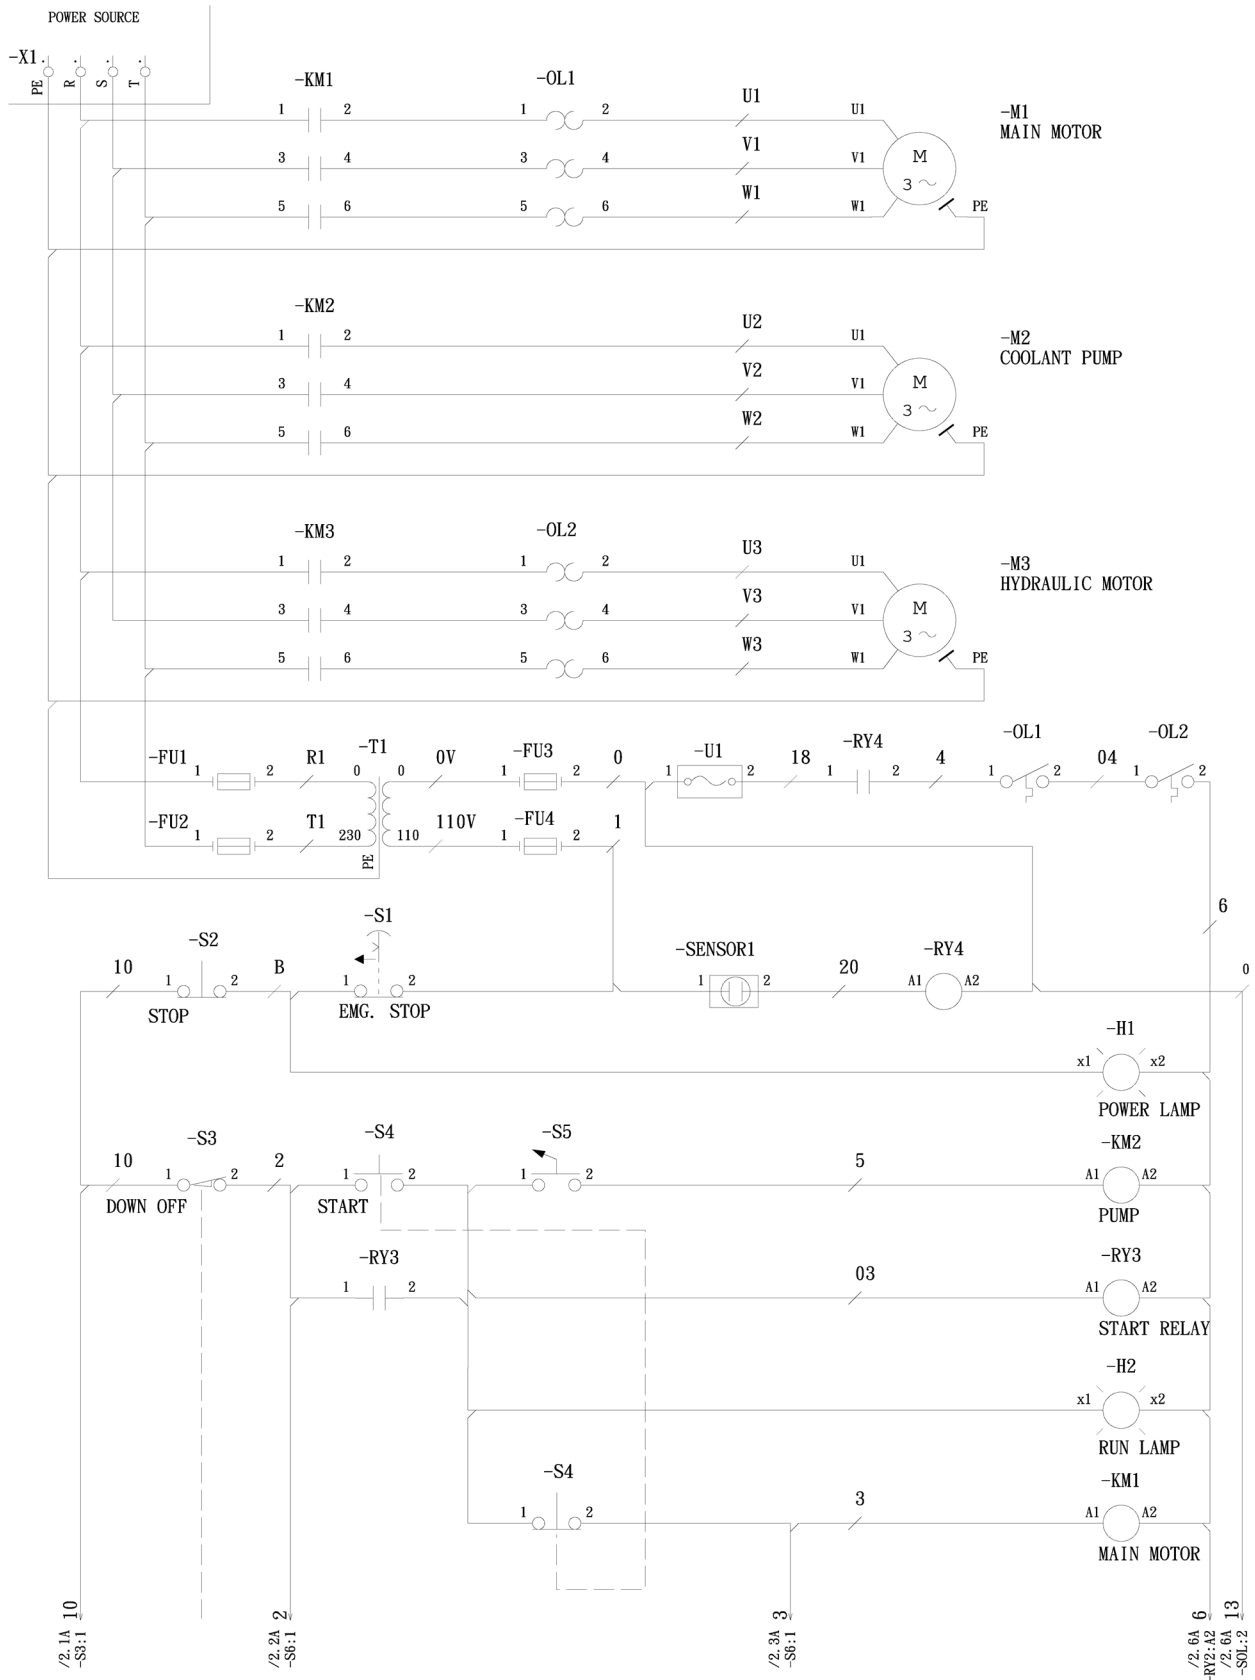 POWER SOURCE
-X1. . . .
PE R S T
-KM1 -OL1
1 2 1 2 U1 U1
3 4 3 4 V1 V1
5 6 5 6 W1 W1
M
3
PE
-M1
MAIN MOTOR
-KM2
1 2 U2 U1
3 4 V2 V1
5 6 W2 W1
M
3
PE
-M2
COOLANT PUMP
-KM3 -OL2
1 2 1 2 U3 U1
3 4 3 4 V3 V1
5 6 5 6 W3 W1
M
3
PE
-M3
HYDRAULIC MOTOR
-FU1 -T1 -FU3 -U1 -RY4 -OL1 -OL2
1 2 R1 0 0 0V 1 2 0 1 2 18 1 2 4 1 2 04 1 2
-FU2 -FU4
1 2 T1 230 110 110V 1 2 1
PE
6
-S2 -S1 -SENSOR1 -RY4
10 1 2 B 1 2 1 2 20 A1 A2 0
STOP EMG. STOP
-H1
x1 x2
POWER LAMP
-S3 -S4 -S5 -KM2
10 1 2 2 1 2 1 2 5 A1 A2
DOWN OFF START PUMP
-RY3 -RY3
1 2 03 A1 A2
START RELAY
-H2
x1 x2
RUN LAMP
-S4 -KM1
1 2 3 A1 A2
MAIN MOTOR
10 2 3 6 13
/2.1A /2.2A /2.3A /2.6A /2.6A
-S3:1 -S6:1 -S6:1 -RY2:A2 -SOL:2